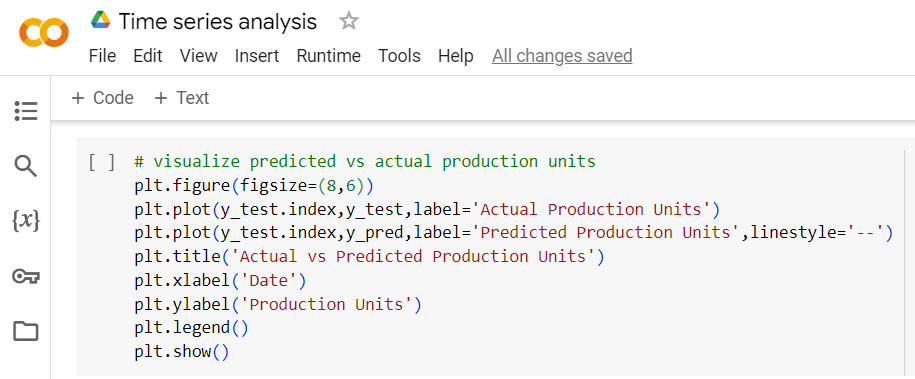 Time series analysis
File Edit View Insert Runtime Tools Help All changes saved
+ Code + Text
[ ] # visualize predicted vs actual production units
plt.figure(figsize=(8,6))
plt.plot(y_test.index,y_test,label='Actual Production Units')
plt.plot(y_test.index,y_pred,label='Predicted Production Units',linestyle='--')
plt.title('Actual vs Predicted Production Units')
plt.xlabel('Date')
plt.ylabel('Production Units')
plt.legend()
plt.show()
{x}